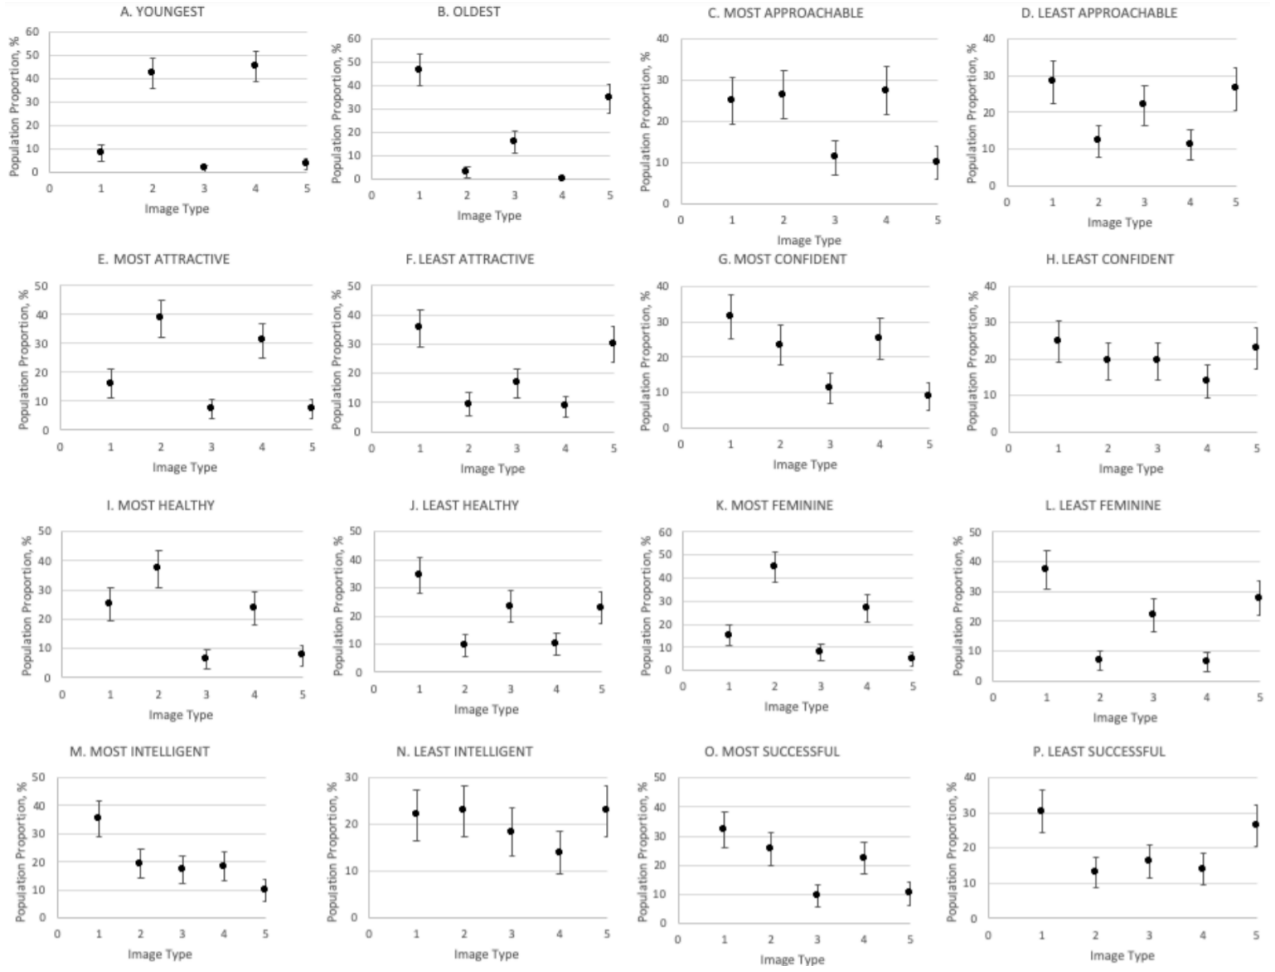 A. YOUNGEST
Population Proportion, %
60
50
40
30
20
10
0
0 1 2 3 4 5
Image Type
B. OLDEST
Population Proportion, %
60
50
40
30
20
10
0
0 1 2 3 4 5
Image Type
C. MOST APPROACHABLE
Population Proportion, %
40
30
20
10
0
0 1 2 3 4 5
Image Type
D. LEAST APPROACHABLE
Population Proportion, %
40
30
20
10
0
0 1 2 3 4 5
Image Type
E. MOST ATTRACTIVE
Population Proportion, %
50
40
30
20
10
0
0 1 2 3 4 5
Image Type
F. LEAST ATTRACTIVE
Population Proportion, %
50
40
30
20
10
0
0 1 2 3 4 5
Image Type
G. MOST CONFIDENT
Population Proportion, %
40
30
20
10
0
0 1 2 3 4 5
Image Type
H. LEAST CONFIDENT
Population Proportion, %
40
30
20
10
0
0 1 2 3 4 5
Image Type
I. MOST HEALTHY
Population Proportion, %
50
40
30
20
10
0
0 1 2 3 4 5
Image Type
J. LEAST HEALTHY
Population Proportion, %
50
40
30
20
10
0
0 1 2 3 4 5
Image Type
K. MOST FEMININE
Population Proportion, %
60
50
40
30
20
10
0
0 1 2 3 4 5
Image Type
L. LEAST FEMININE
Population Proportion, %
50
40
30
20
10
0
0 1 2 3 4 5
Image Type
M. MOST INTELLIGENT
Population Proportion, %
50
40
30
20
10
0
0 1 2 3 4 5
Image Type
N. LEAST INTELLIGENT
Population Proportion, %
30
20
10
0
0 1 2 3 4 5
Image Type
O. MOST SUCCESSFUL
Population Proportion, %
50
40
30
20
10
0
0 1 2 3 4 5
Image Type
P. LEAST SUCCESSFUL
Population Proportion, %
40
30
20
10
0
0 1 2 3 4 5
Image Type